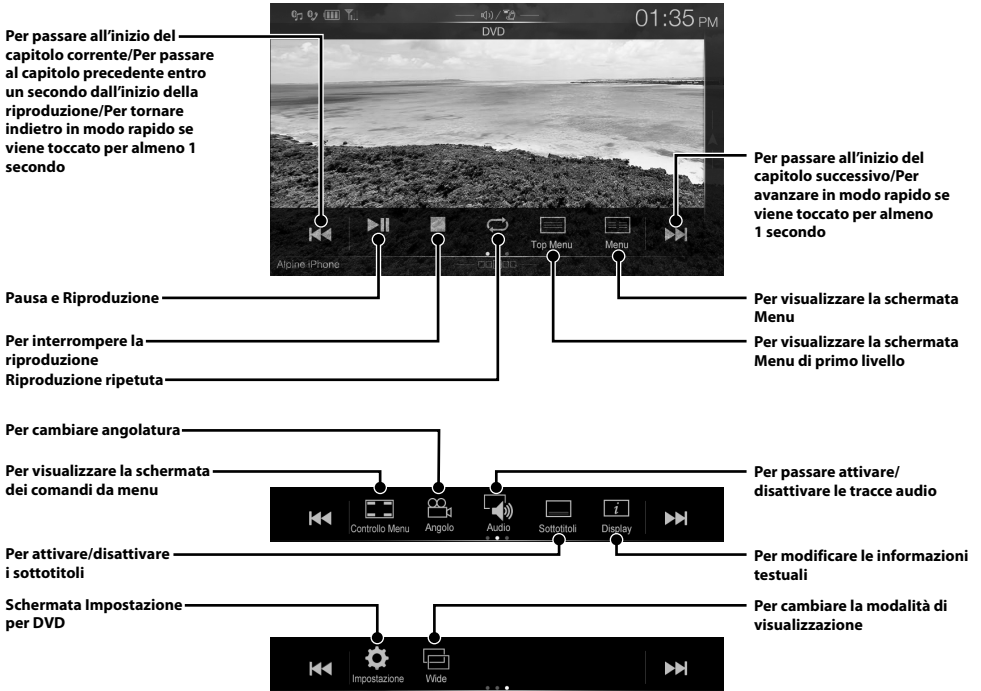 01:35 PM
DVD
Per passare all'inizio del
capitolo corrente/Per passare
al capitolo precedente entro
un secondo dall'inizio della
riproduzione/Per tornare
indietro in modo rapido se
viene toccato per almeno 1
secondo
Per passare all'inizio del
capitolo successivo/Per
avanzare in modo rapido se
viene toccato per almeno
1 secondo
Top Menu
Menu
Alpine iPhone
Pausa e Riproduzione
Per interrompere la
riproduzione
Riproduzione ripetuta
Per visualizzare la schermata
Menu
Per visualizzare la schermata
Menu di primo livello
Per cambiare angolatura
Per visualizzare la schermata
dei comandi da menu
Per passare attivare/
disattivare le tracce audio
Controllo Menu
Angolo
Audio
Sottotitoli
Display
Per attivare/disattivare
i sottotitoli
Per modificare le informazioni
testuali
Schermata Impostazione
per DVD
Per cambiare la modalità di
visualizzazione
Impostazione
Wide